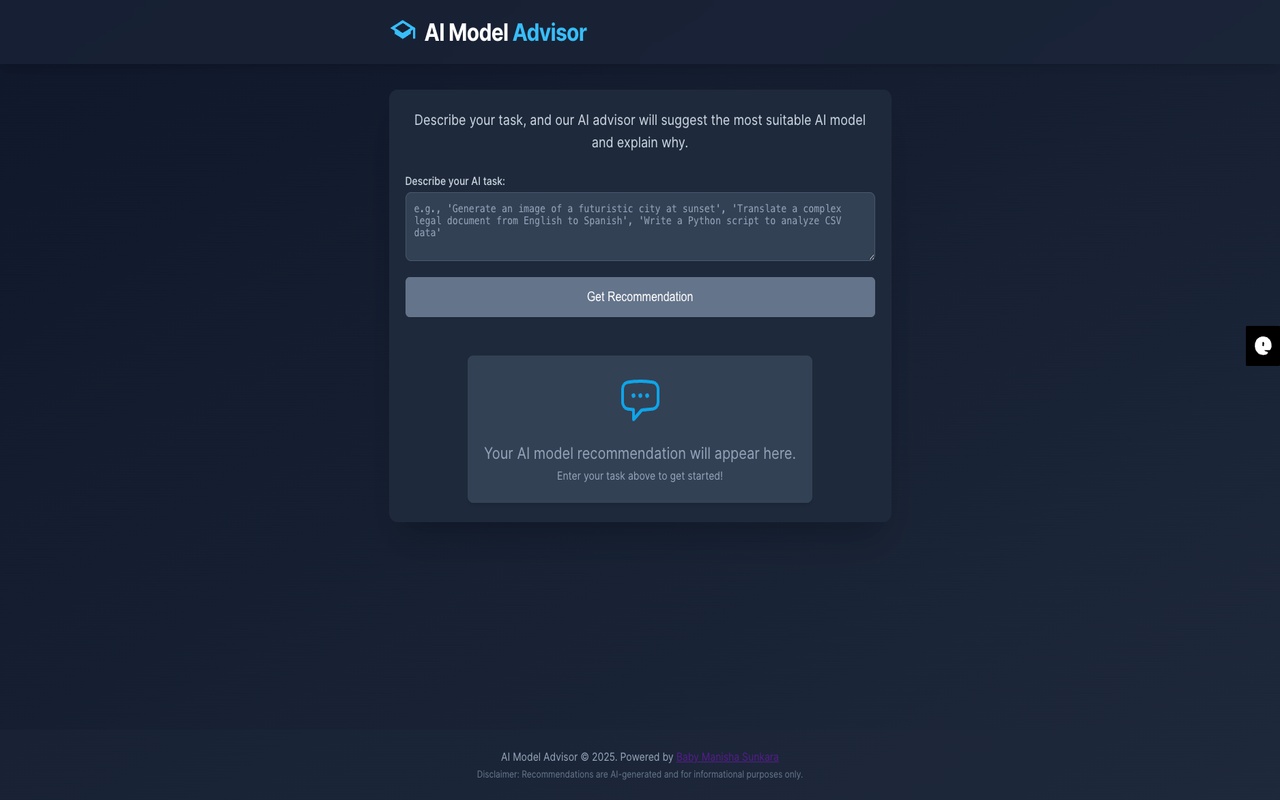 AI Model Advisor
Describe your task, and our AI advisor will suggest the most suitable AI model
and explain why.
Describe your AI task:
e.g., 'Generate an image of a futuristic city at sunset', 'Translate a complex
legal document from English to Spanish', 'Write a Python script to analyze CSV
data'
Get Recommendation
Your AI model recommendation will appear here.
Enter your task above to get started!
AI Model Advisor © 2025. Powered by Baby Manisha Sunkara
Disclaimer: Recommendations are AI-generated and for informational purposes only.